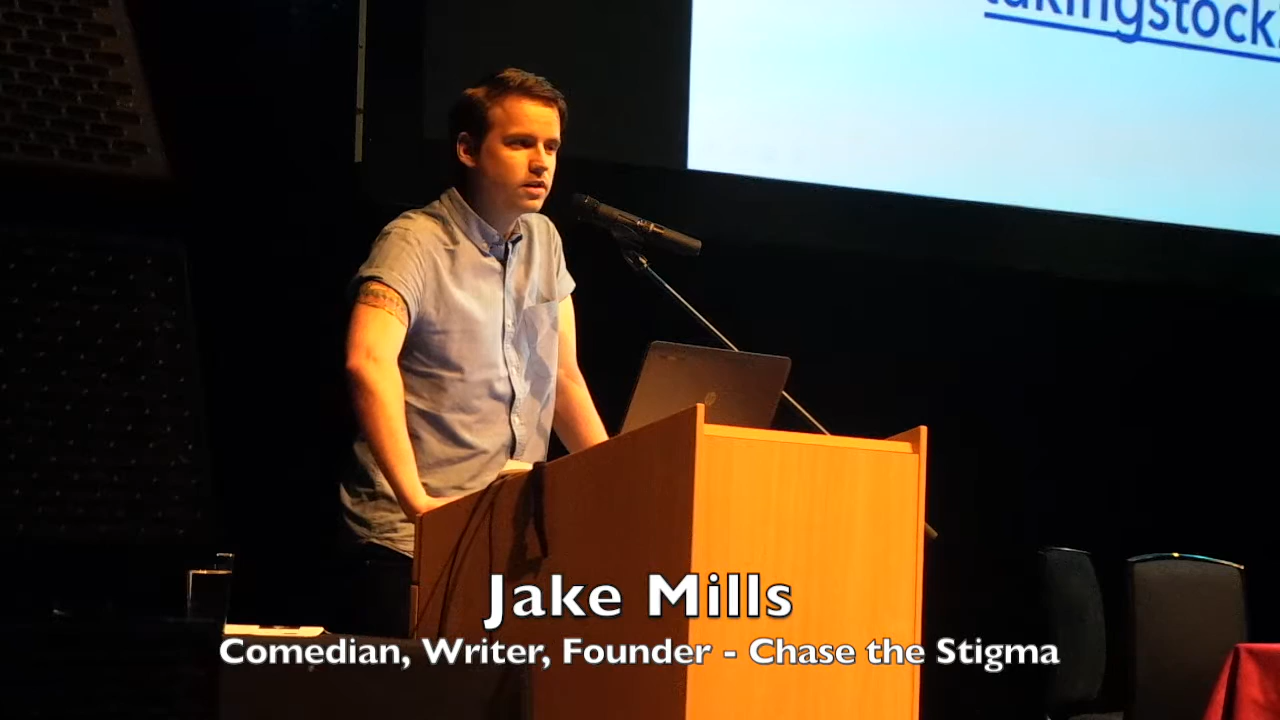 Jake Mills
Comedian, Writer, Founder - Chase the Stigma